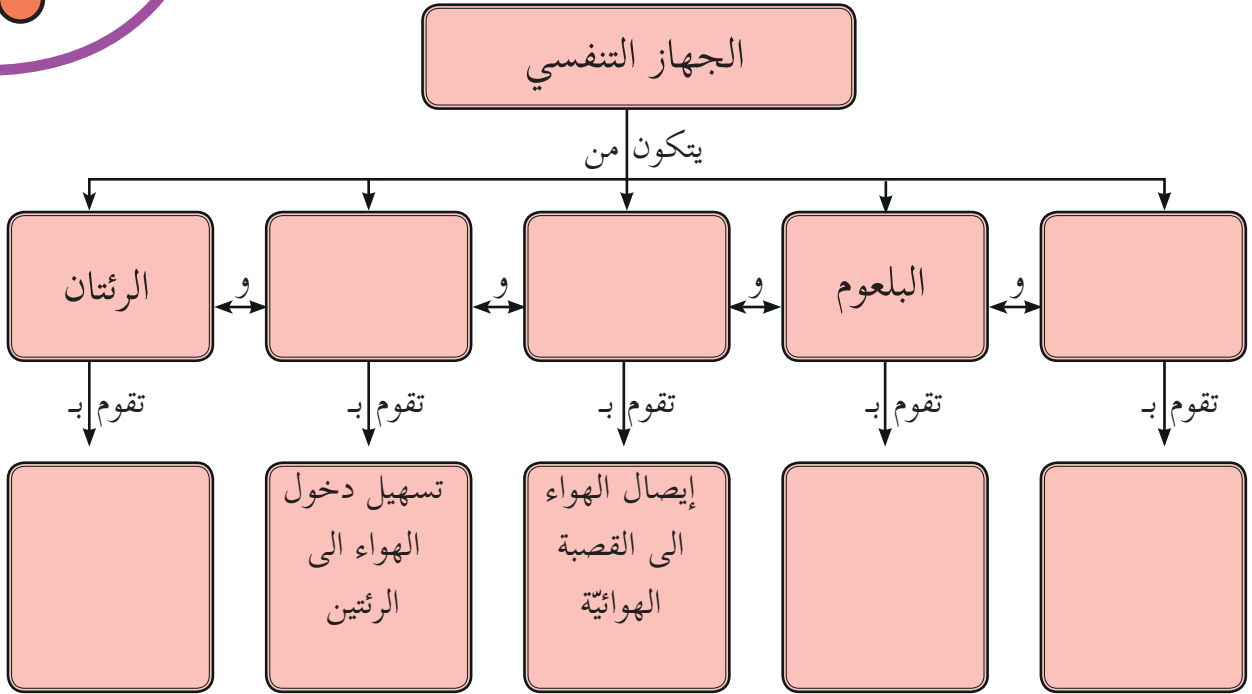 الجهاز التنفسي
يتكون من
البلعوم
الرئتان
و
و
و
و
تقوم بـ
تقوم بـ
تقوم بـ
تقوم بـ
تقوم بـ
إيصال الهواء
الى القصبة
الهوائيّة
تسهيل دخول
الهواء الى
الرئتين